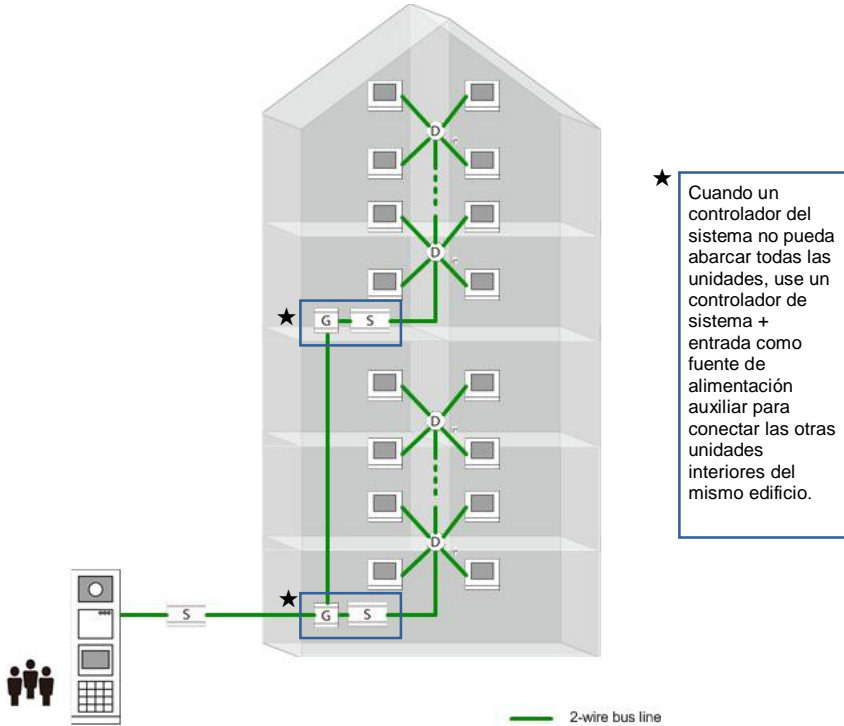 D
D
G
S
D
D
S
G
S
★
★
★
Cuando un
controlador del
sistema no pueda
abarcar todas las
unidades, use un
controlador de
sistema +
entrada como
fuente de
alimentación
auxiliar para
conectar las otras
unidades
interiores del
mismo edificio.
2-wire bus line